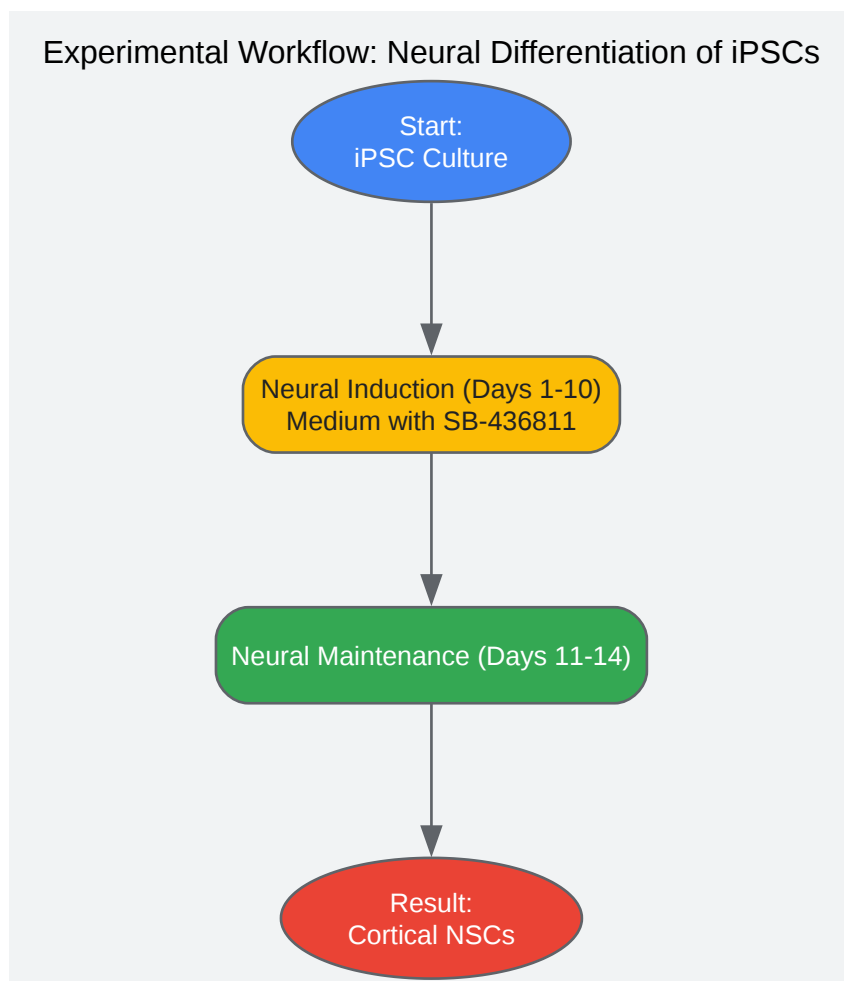 Experimental Workflow: Neural Differentiation of iPSCs
Start:
iPSC Culture
Neural Induction (Days 1-10)
Medium with SB-436811
Neural Maintenance (Days 11-14)
Result:
Cortical NSCs